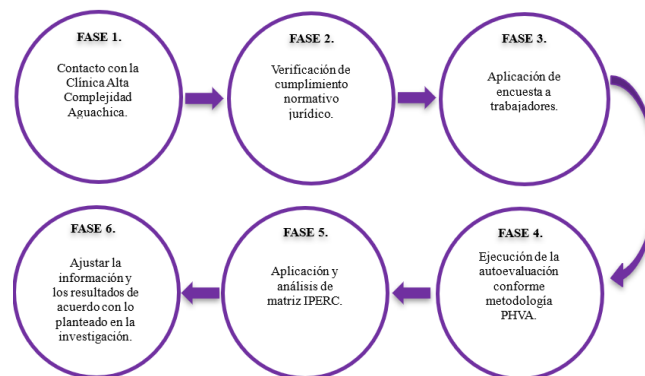 FASE 1.
Contacto con la
Clínica Alta
Complejidad
Aguachica.
FASE 2.
Verificación de
cumplimiento
normativo
jurídico.
FASE 3.
Aplicación de
encuesta a
trabajadores.
FASE 4.
Ejecución de la
autoevaluación
conforme
metodología
PHVA.
FASE 5.
Aplicación y
análisis de
matriz IPERC.
FASE 6.
Ajustar la
información y
los resultados de
acuerdo con lo
planteado en la
investigación.